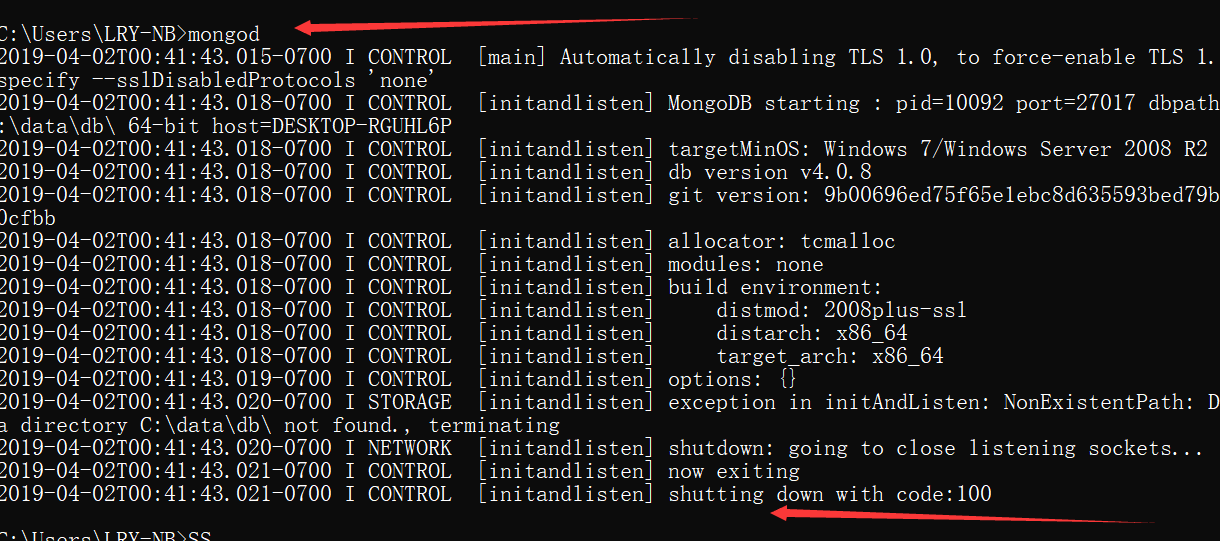 C:\Users\LRY-NB>mongod
2019-04-02T00:41:43.015-0700 I CONTROL  [main] Automatically disabling TLS 1.0, to force-enable TLS 1.
specify --sslDisabledProtocols 'none'
2019-04-02T00:41:43.018-0700 I CONTROL  [initandlisten] MongoDB starting : pid=10092 port=27017 dbpath
:\data\db\ 64-bit host=DESKTOP-RGUHL6P
2019-04-02T00:41:43.018-0700 I CONTROL  [initandlisten] targetMinOS: Windows 7/Windows Server 2008 R2
2019-04-02T00:41:43.018-0700 I CONTROL  [initandlisten] db version v4.0.8
2019-04-02T00:41:43.018-0700 I CONTROL  [initandlisten] git version: 9b00696ed75f65e1ebc8d635593bed79b
0cfbb
2019-04-02T00:41:43.018-0700 I CONTROL  [initandlisten] allocator: tcmalloc
2019-04-02T00:41:43.018-0700 I CONTROL  [initandlisten] modules: none
2019-04-02T00:41:43.018-0700 I CONTROL  [initandlisten] build environment:
2019-04-02T00:41:43.018-0700 I CONTROL  [initandlisten]     distmod: 2008plus-ssl
2019-04-02T00:41:43.018-0700 I CONTROL  [initandlisten]     distarch: x86_64
2019-04-02T00:41:43.018-0700 I CONTROL  [initandlisten]     target_arch: x86_64
2019-04-02T00:41:43.019-0700 I CONTROL  [initandlisten] options: {}
2019-04-02T00:41:43.020-0700 I STORAGE  [initandlisten] exception in initAndListen: NonExistentPath: D
a directory C:\data\db\ not found., terminating
2019-04-02T00:41:43.020-0700 I NETWORK  [initandlisten] shutdown: going to close listening sockets...
2019-04-02T00:41:43.021-0700 I CONTROL  [initandlisten] now exiting
2019-04-02T00:41:43.021-0700 I CONTROL  [initandlisten] shutting down with code:100
C:\Users\LRY-NB>SS